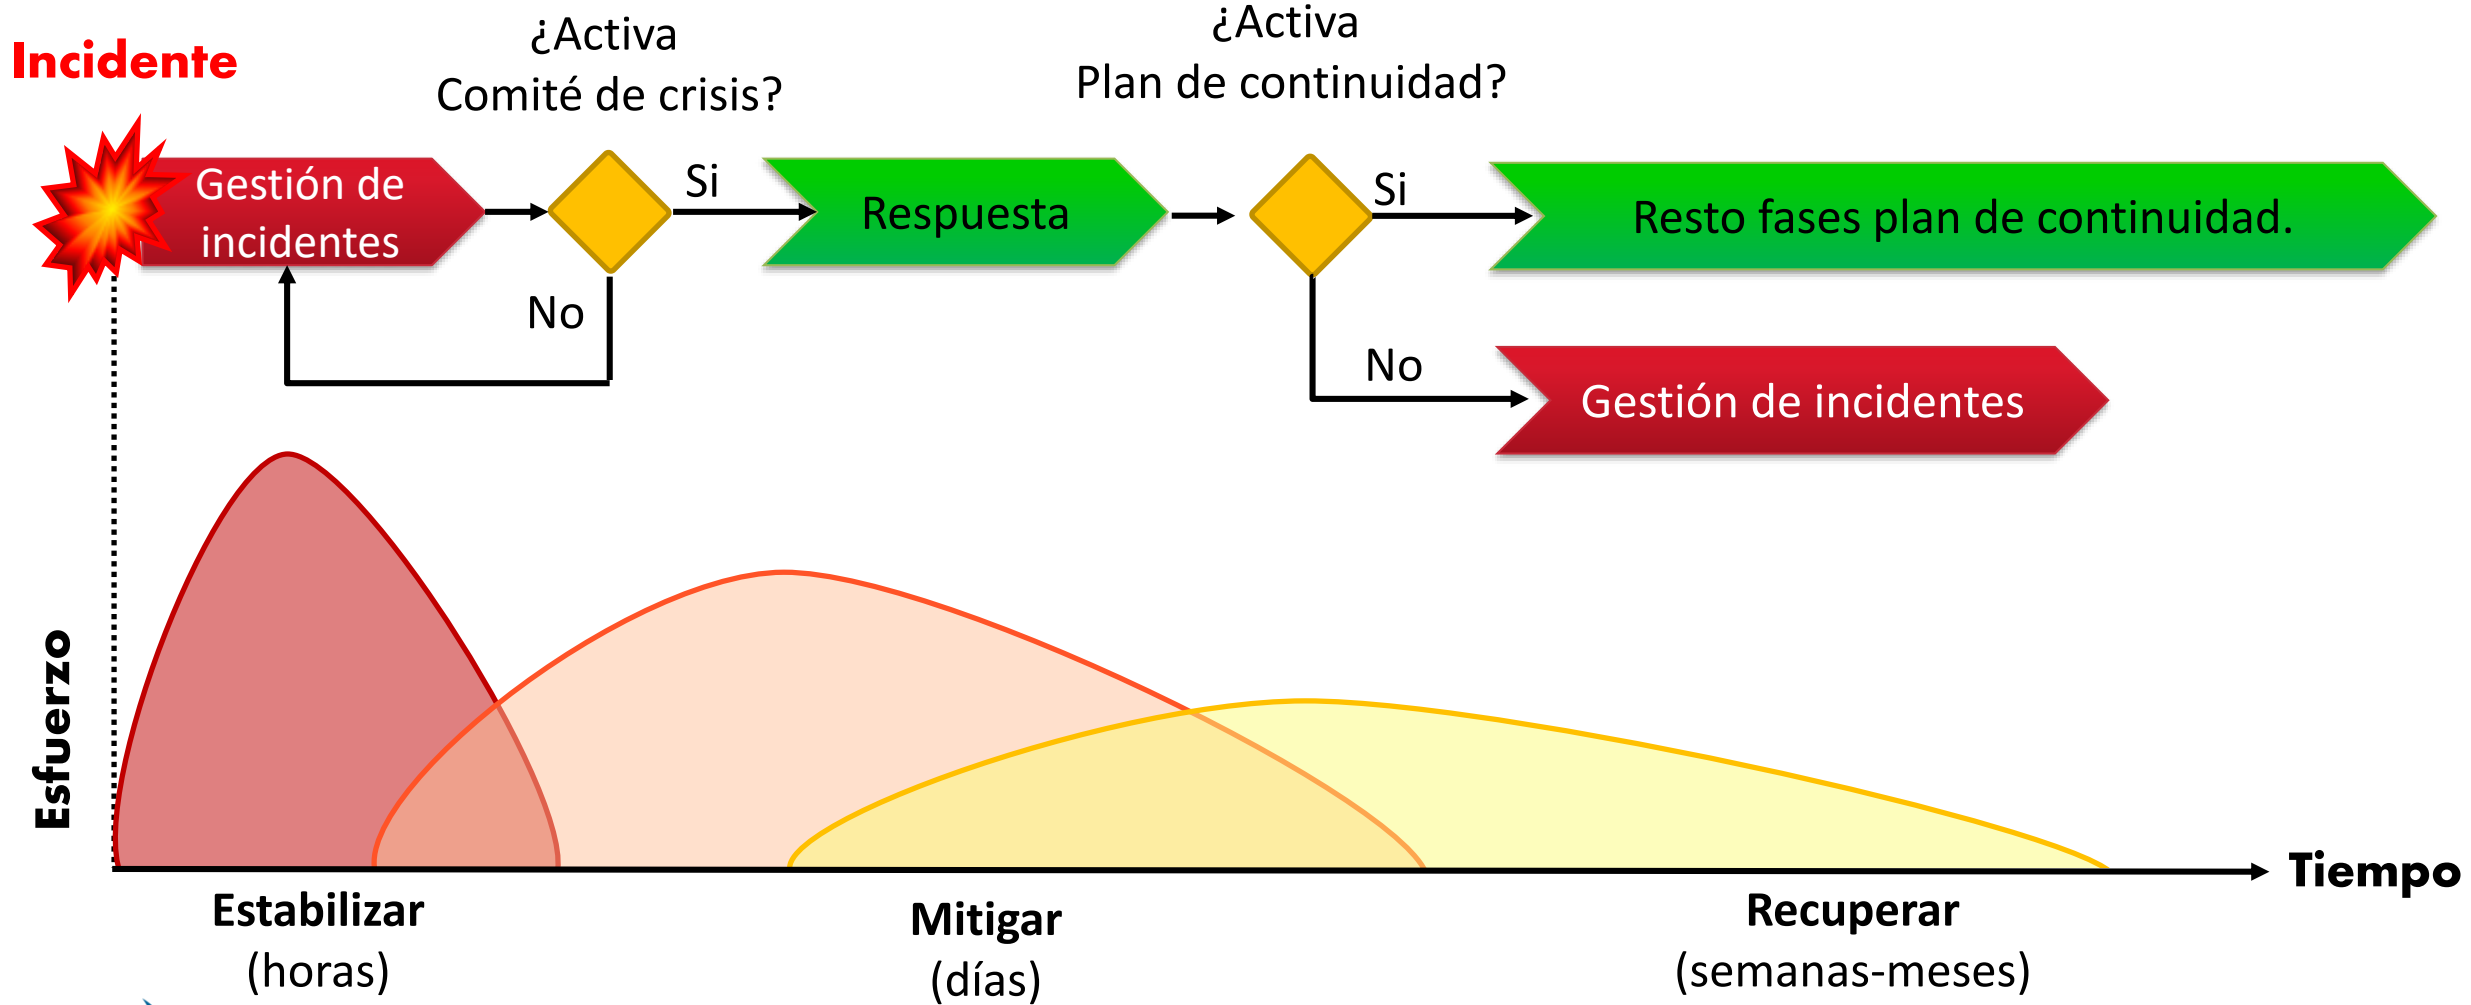 Incidente
¿Activa
Comité de crisis?
¿Activa
Plan de continuidad?
Gestión de
incidentes
Si
No
Respuesta
Si
No
Resto fases plan de continuidad.
Gestión de incidentes
Esfuerzo
Tiempo
Estabilizar
(horas)
Mitigar
(días)
Recuperar
(semanas-meses)